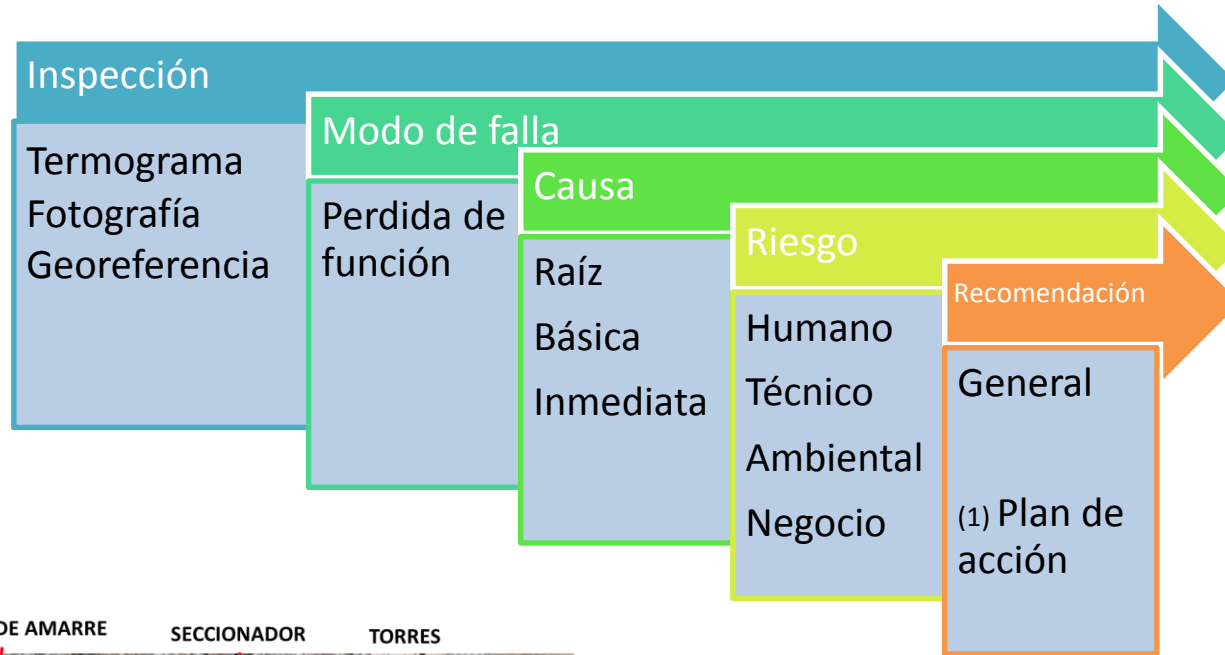 Inspección
Termograma
Fotografía
Georeferencia
Modo de falla
Perdida de
función
Causa
Raíz
Básica
Inmediata
Riesgo
Humano
Técnico
Ambiental
Negocio
Recomendación
General
(1) Plan de
acción
DE AMARRE
SECCIONADOR
TORRES